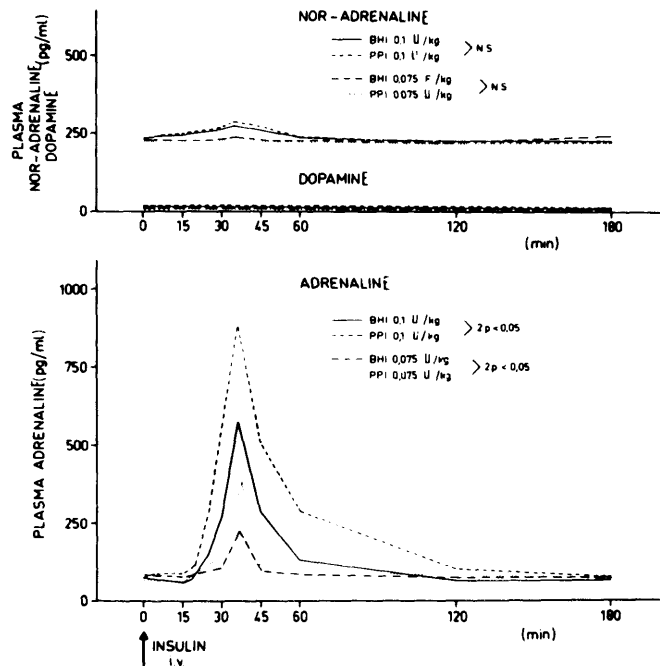 NOR-ADRENALINE
BHI 0,1 U/kg
PPI 0,1 U/kg
NS
BHI 0,075 F/kg
PPI 0,075 U/kg
NS
PLASMA
NOR-ADRENALINE (pg/ml)
DOPAMINE
500
250
0
DOPAMINE
0 15 30 45 60 120 180
(min)
ADRENALINE
BHI 0,1 U/kg
PPI 0,1 U/kg
2p<0,05
BHI 0,075 U/kg
PPI 0,075 U/kg
2p<0,05
PLASMA ADRENALINE (pg/ml)
1000
750
500
250
0
0 15 30 45 60 120 180
(min)
INSULIN
i.v.